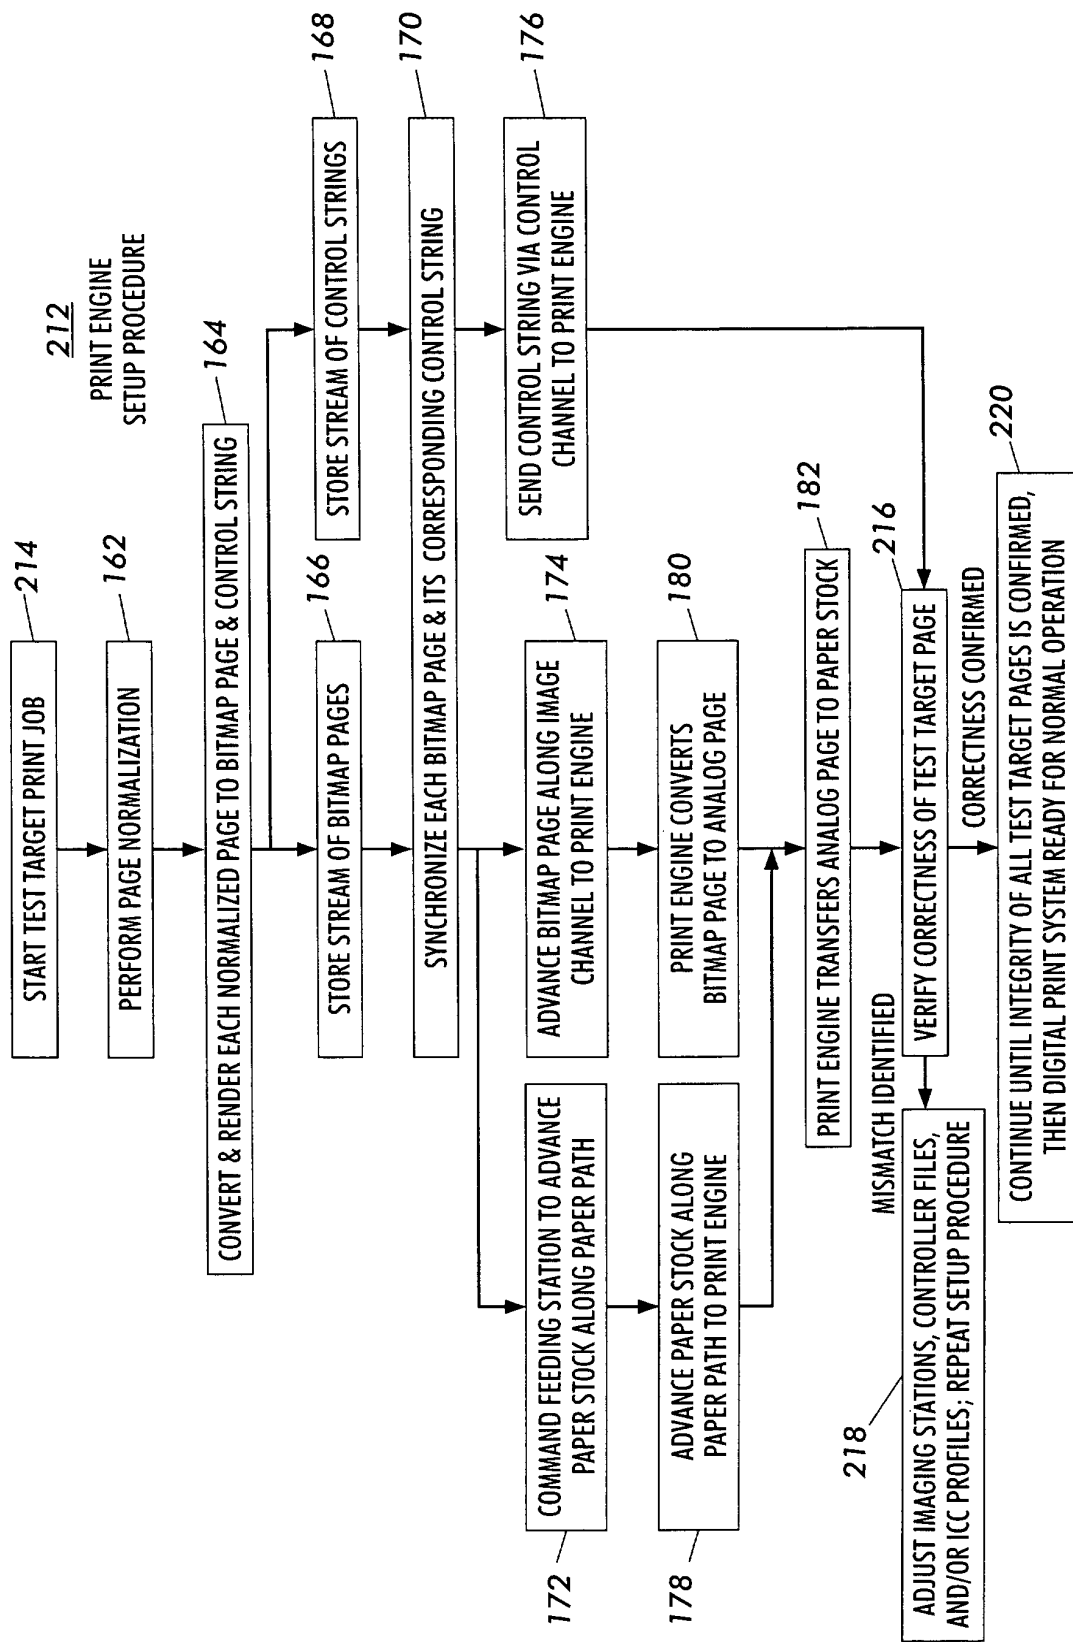 212
PRINT ENGINE
SETUP PROCEDURE
START TEST TARGET PRINT JOB
214
PERFORM PAGE NORMALIZATION
162
CONVERT & RENDER EACH NORMALIZED PAGE TO BITMAP PAGE & CONTROL STRING
164
STORE STREAM OF BITMAP PAGES
166
STORE STREAM OF CONTROL STRINGS
168
SYNCHRONIZE EACH BITMAP PAGE & ITS CORRESPONDING CONTROL STRING
170
COMMAND FEEDING STATION TO ADVANCE
PAPER STOCK ALONG PAPER PATH
172
ADVANCE BITMAP PAGE ALONG IMAGE
CHANNEL TO PRINT ENGINE
174
SEND CONTROL STRING VIA CONTROL
CHANNEL TO PRINT ENGINE
176
ADVANCE PAPER STOCK ALONG
PAPER PATH TO PRINT ENGINE
178
PRINT ENGINE CONVERTS
BITMAP PAGE TO ANALOG PAGE
180
PRINT ENGINE TRANSFERS ANALOG PAGE TO PAPER STOCK
182
MISMATCH IDENTIFIED
VERIFY CORRECTNESS OF TEST TARGET PAGE
216
ADJUST IMAGING STATIONS, CONTROLLER FILES,
AND/OR ICC PROFILES; REPEAT SETUP PROCEDURE
218
CORRECTNESS CONFIRMED
CONTINUE UNTIL INTEGRITY OF ALL TEST TARGET PAGES IS CONFIRMED,
THEN DIGITAL PRINT SYSTEM READY FOR NORMAL OPERATION
220